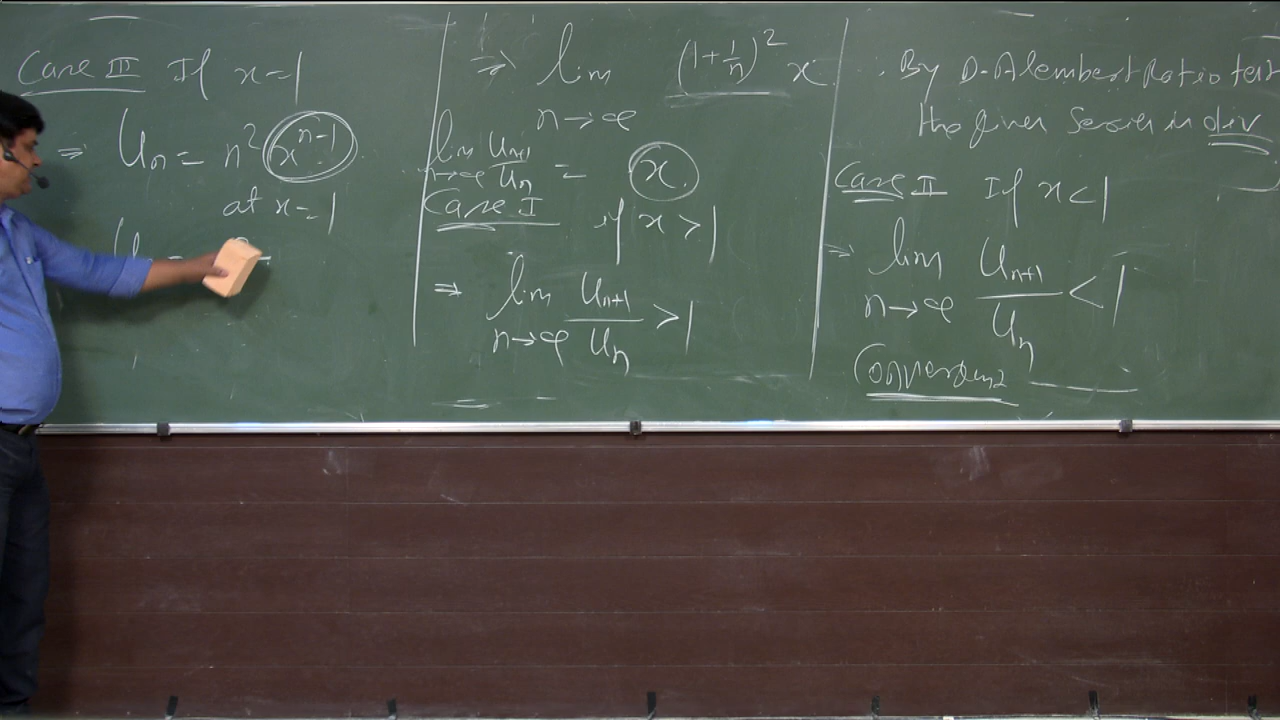 Case III If x=1
⇒ Un = n² x^(n-1)
at x=1
⇒ lim (1+1/n)² x
n→∞
lim Un+1/Un = x
n→∞
Case I if x>1
⇒ lim Un+1/Un >1
n→∞
By D-Alembert Ratio test
the given Series is div
Case II If x<1
⇒ lim Un+1/Un <1
n→∞